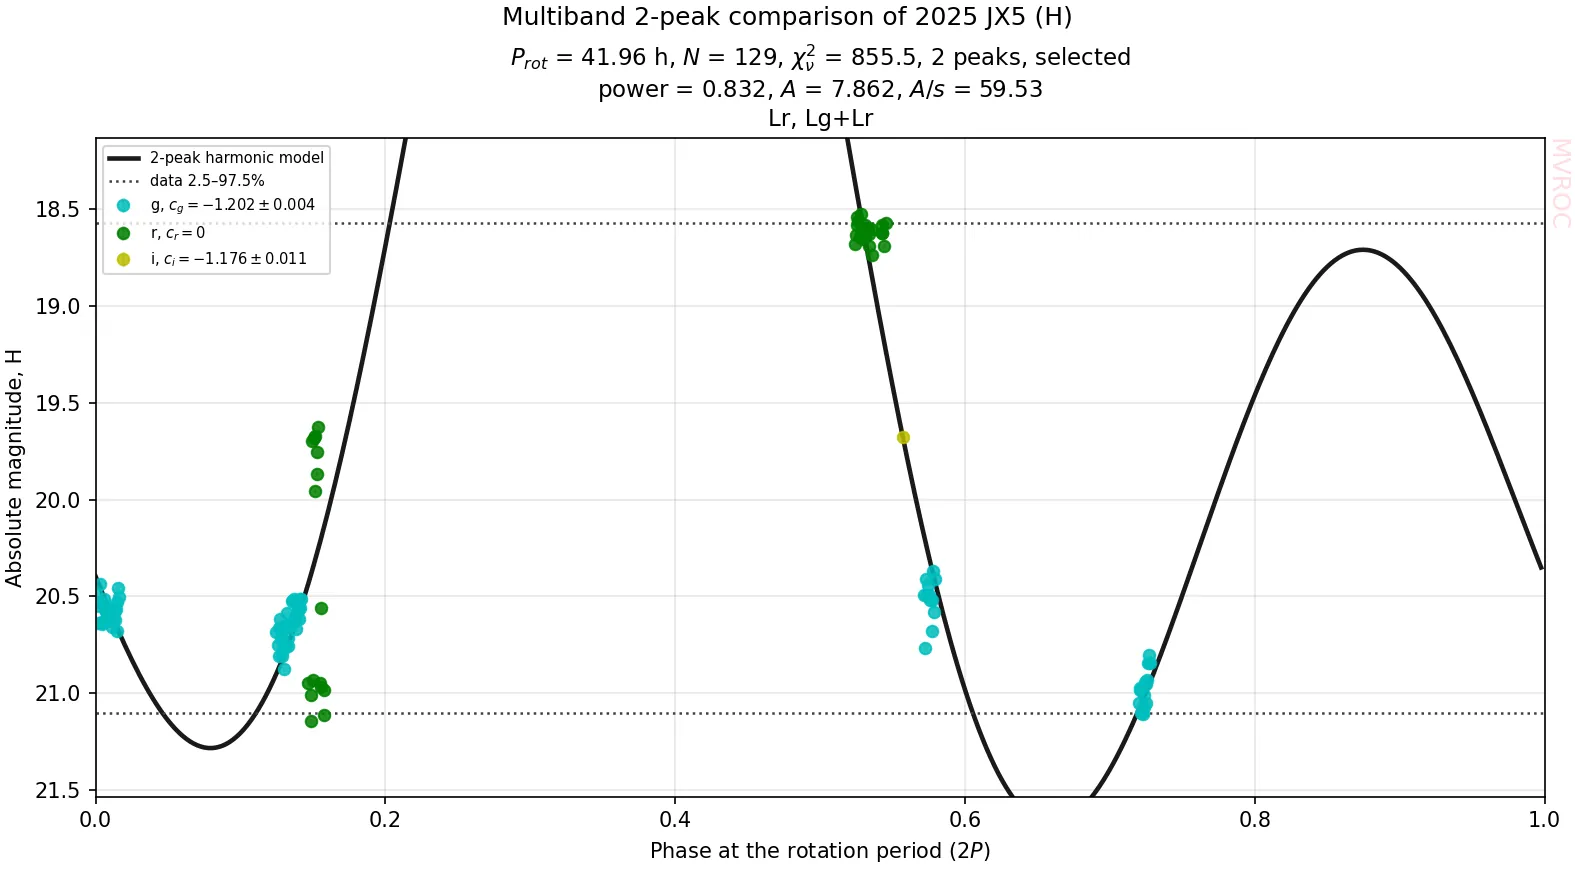 Multiband 2-peak comparison of 2025 JX5 (H)
P_rot = 41.96 h, N = 129, χ²_ν = 855.5, 2 peaks, selected
power = 0.832, A = 7.862, A/s = 59.53
Lr, Lg+Lr
2-peak harmonic model
data 2.5–97.5%
g, c_g = −1.202 ± 0.004
r, c_r = 0
i, c_i = −1.176 ± 0.011
MVROC
Absolute magnitude, H
18.5
19.0
19.5
20.0
20.5
21.0
21.5
0.0 0.2 0.4 0.6 0.8 1.0
Phase at the rotation period (2P)